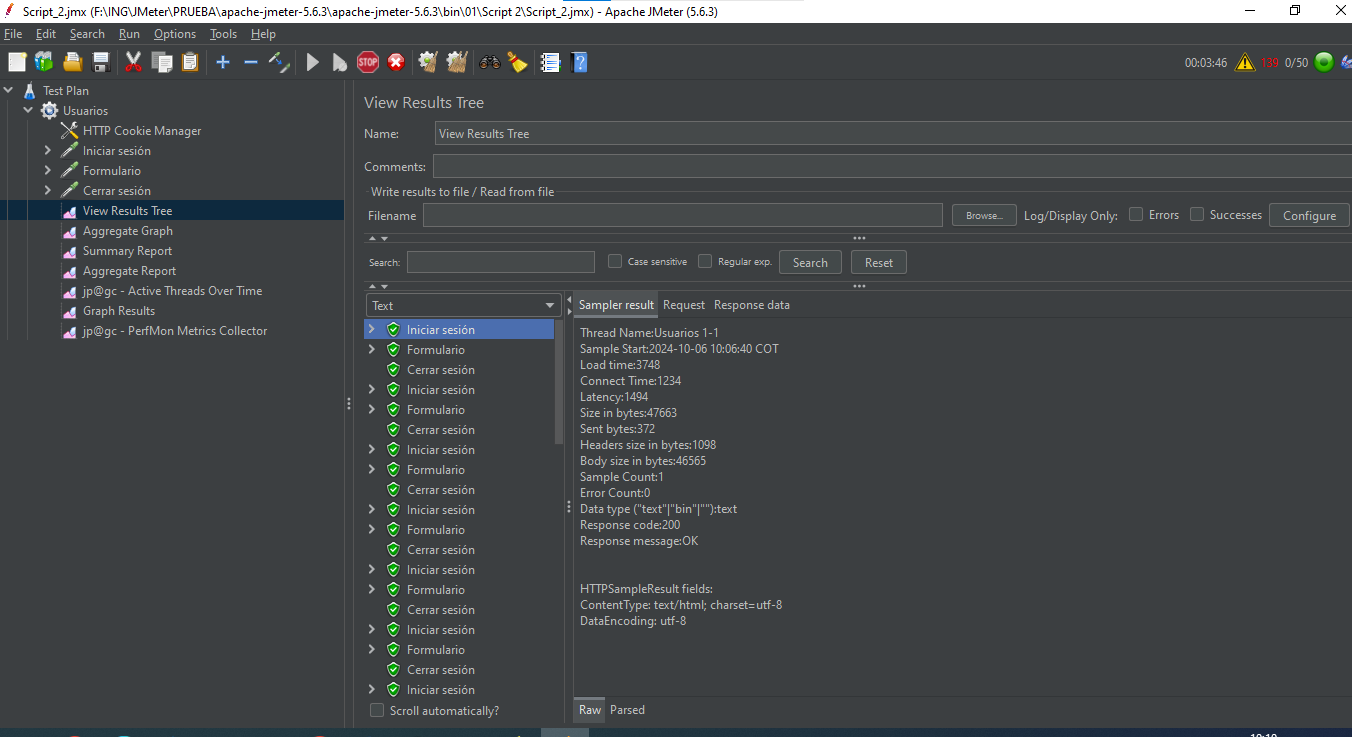 Script_2.jmx (F:\ING\JMeter\PRUEBA\apache-jmeter-5.6.3\apache-jmeter-5.6.3\bin\01\Script 2\Script_2.jmx) - Apache JMeter (5.6.3)
File Edit Search Run Options Tools Help
STOP 00:03:46 189 0/50
Test Plan
Usuarios
HTTP Cookie Manager
Iniciar sesión
Formulario
Cerrar sesión
View Results Tree
Aggregate Graph
Summary Report
Aggregate Report
jp@gc - Active Threads Over Time
Graph Results
jp@gc - PerfMon Metrics Collector
View Results Tree
Name: View Results Tree
Comments:
Write results to file / Read from file
Filename Browse... Log/Display Only: Errors Successes Configure
Search: Case sensitive Regular exp. Search Reset
Text
Iniciar sesión
Formulario
Cerrar sesión
Iniciar sesión
Formulario
Cerrar sesión
Iniciar sesión
Formulario
Cerrar sesión
Iniciar sesión
Formulario
Cerrar sesión
Iniciar sesión
Formulario
Cerrar sesión
Iniciar sesión
Formulario
Cerrar sesión
Iniciar sesión
Scroll automatically?
Sampler result Request Response data
Thread Name:Usuarios 1-1
Sample Start:2024-10-06 10:06:40 COT
Load time:3748
Connect Time:1234
Latency:1494
Size in bytes:47663
Sent bytes:372
Headers size in bytes:1098
Body size in bytes:46565
Sample Count:1
Error Count:0
Data type ("text"|"bin"|""):text
Response code:200
Response message:OK
HTTPSampleResult fields:
ContentType: text/html; charset=utf-8
DataEncoding: utf-8
Raw Parsed